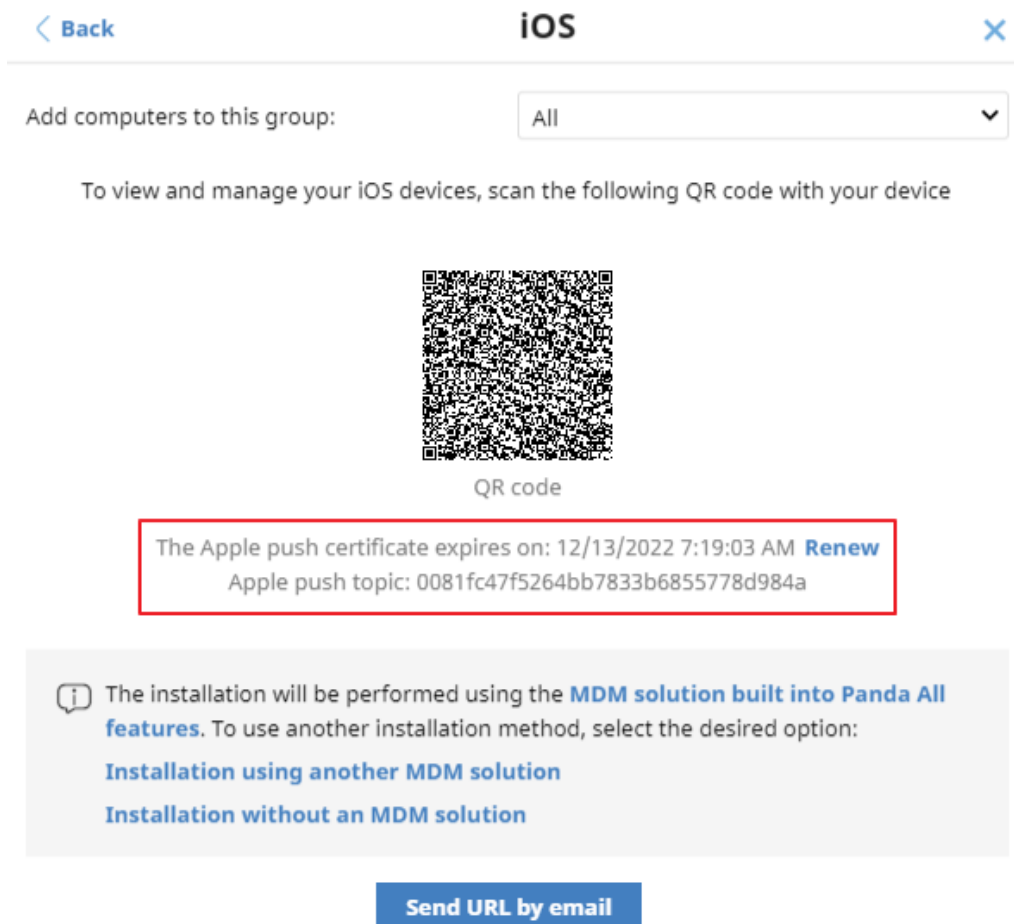 Back
iOS
Add computers to this group:
All
To view and manage your iOS devices, scan the following QR code with your device
QR code
The Apple push certificate expires on: 12/13/2022 7:19:03 AM Renew
Apple push topic: 0081fc47f5264bb7833b6855778d984a
The installation will be performed using the MDM solution built into Panda All
features. To use another installation method, select the desired option:
Installation using another MDM solution
Installation without an MDM solution
Send URL by email